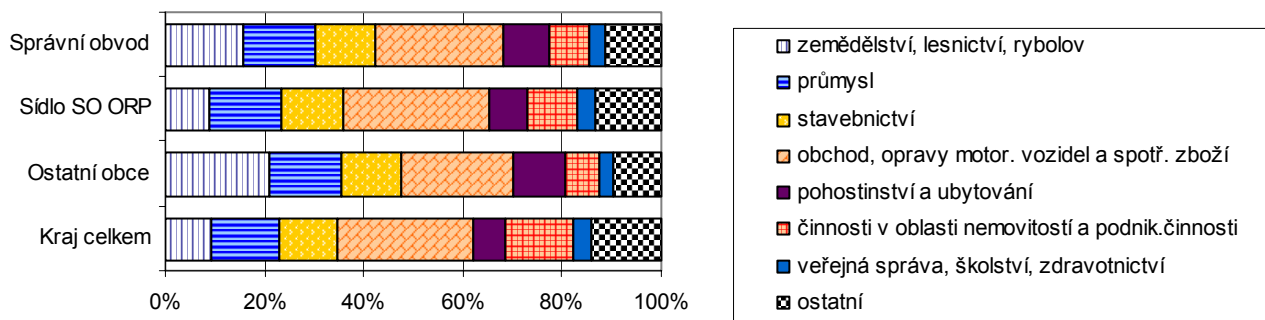 Správní obvod
Sídlo SO ORP
Ostatní obce
Kraj celkem
0% 20% 40% 60% 80% 100%
zemědělství, lesnictví, rybolov
průmysl
stavebnictví
obchod, opravy motor. vozidel a spotř. zboží
pohostinství a ubytování
činnosti v oblasti nemovitostí a podnik.činnosti
veřejná správa, školství, zdravotnictví
ostatní